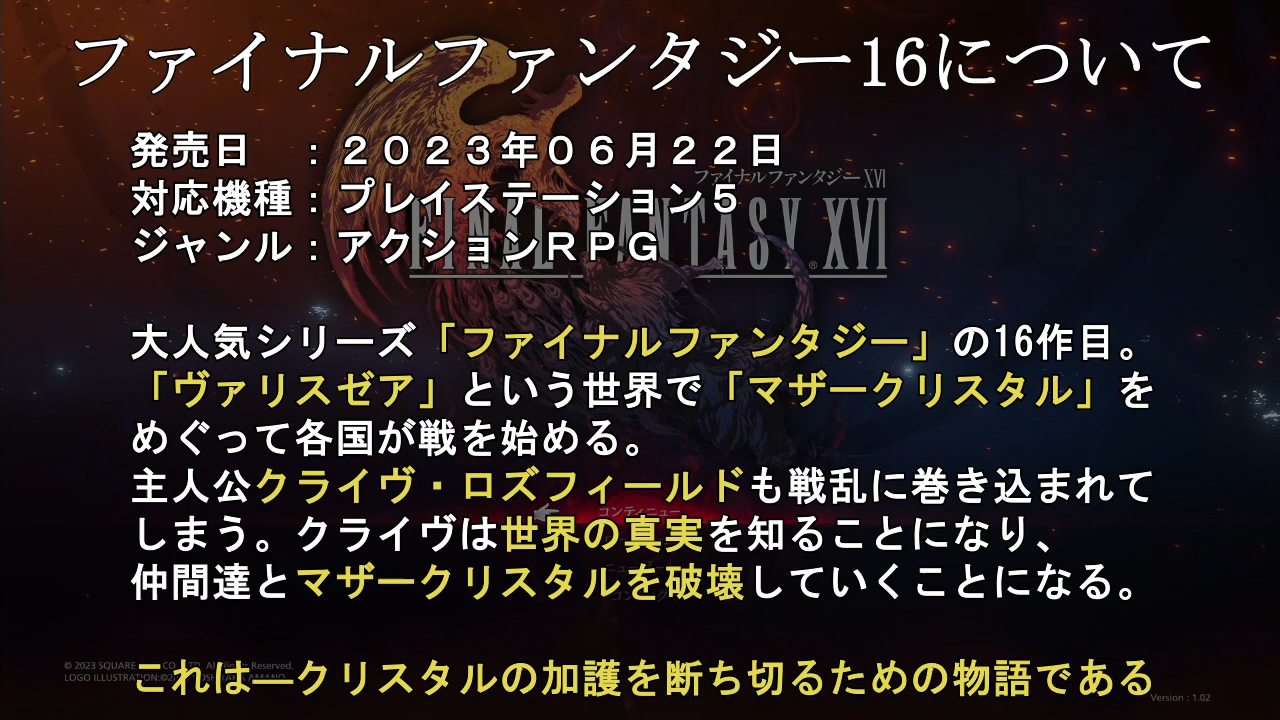 ファイナルファンタジー16について
発売日　：２０２３年０６月２２日
対応機種：プレイステーション５
ジャンル：アクションＲＰＧ
ファイナルファンタジー XVI
FINAL FANTASY® XVI
大人気シリーズ「ファイナルファンタジー」の16作目。
「ヴァリスゼア」という世界で「マザークリスタル」を
めぐって各国が戦を始める。
主人公クライヴ・ロズフィールドも戦乱に巻き込まれて
コンティニュー
しまう。クライヴは世界の真実を知ることになり、
仲間達とマザークリスタルを破壊していくことになる。
© 2023 SQUARE Reserved.
LOGO ILLUSTRATION:©
これは―クリスタルの加護を断ち切るための物語である
Version : 1.02